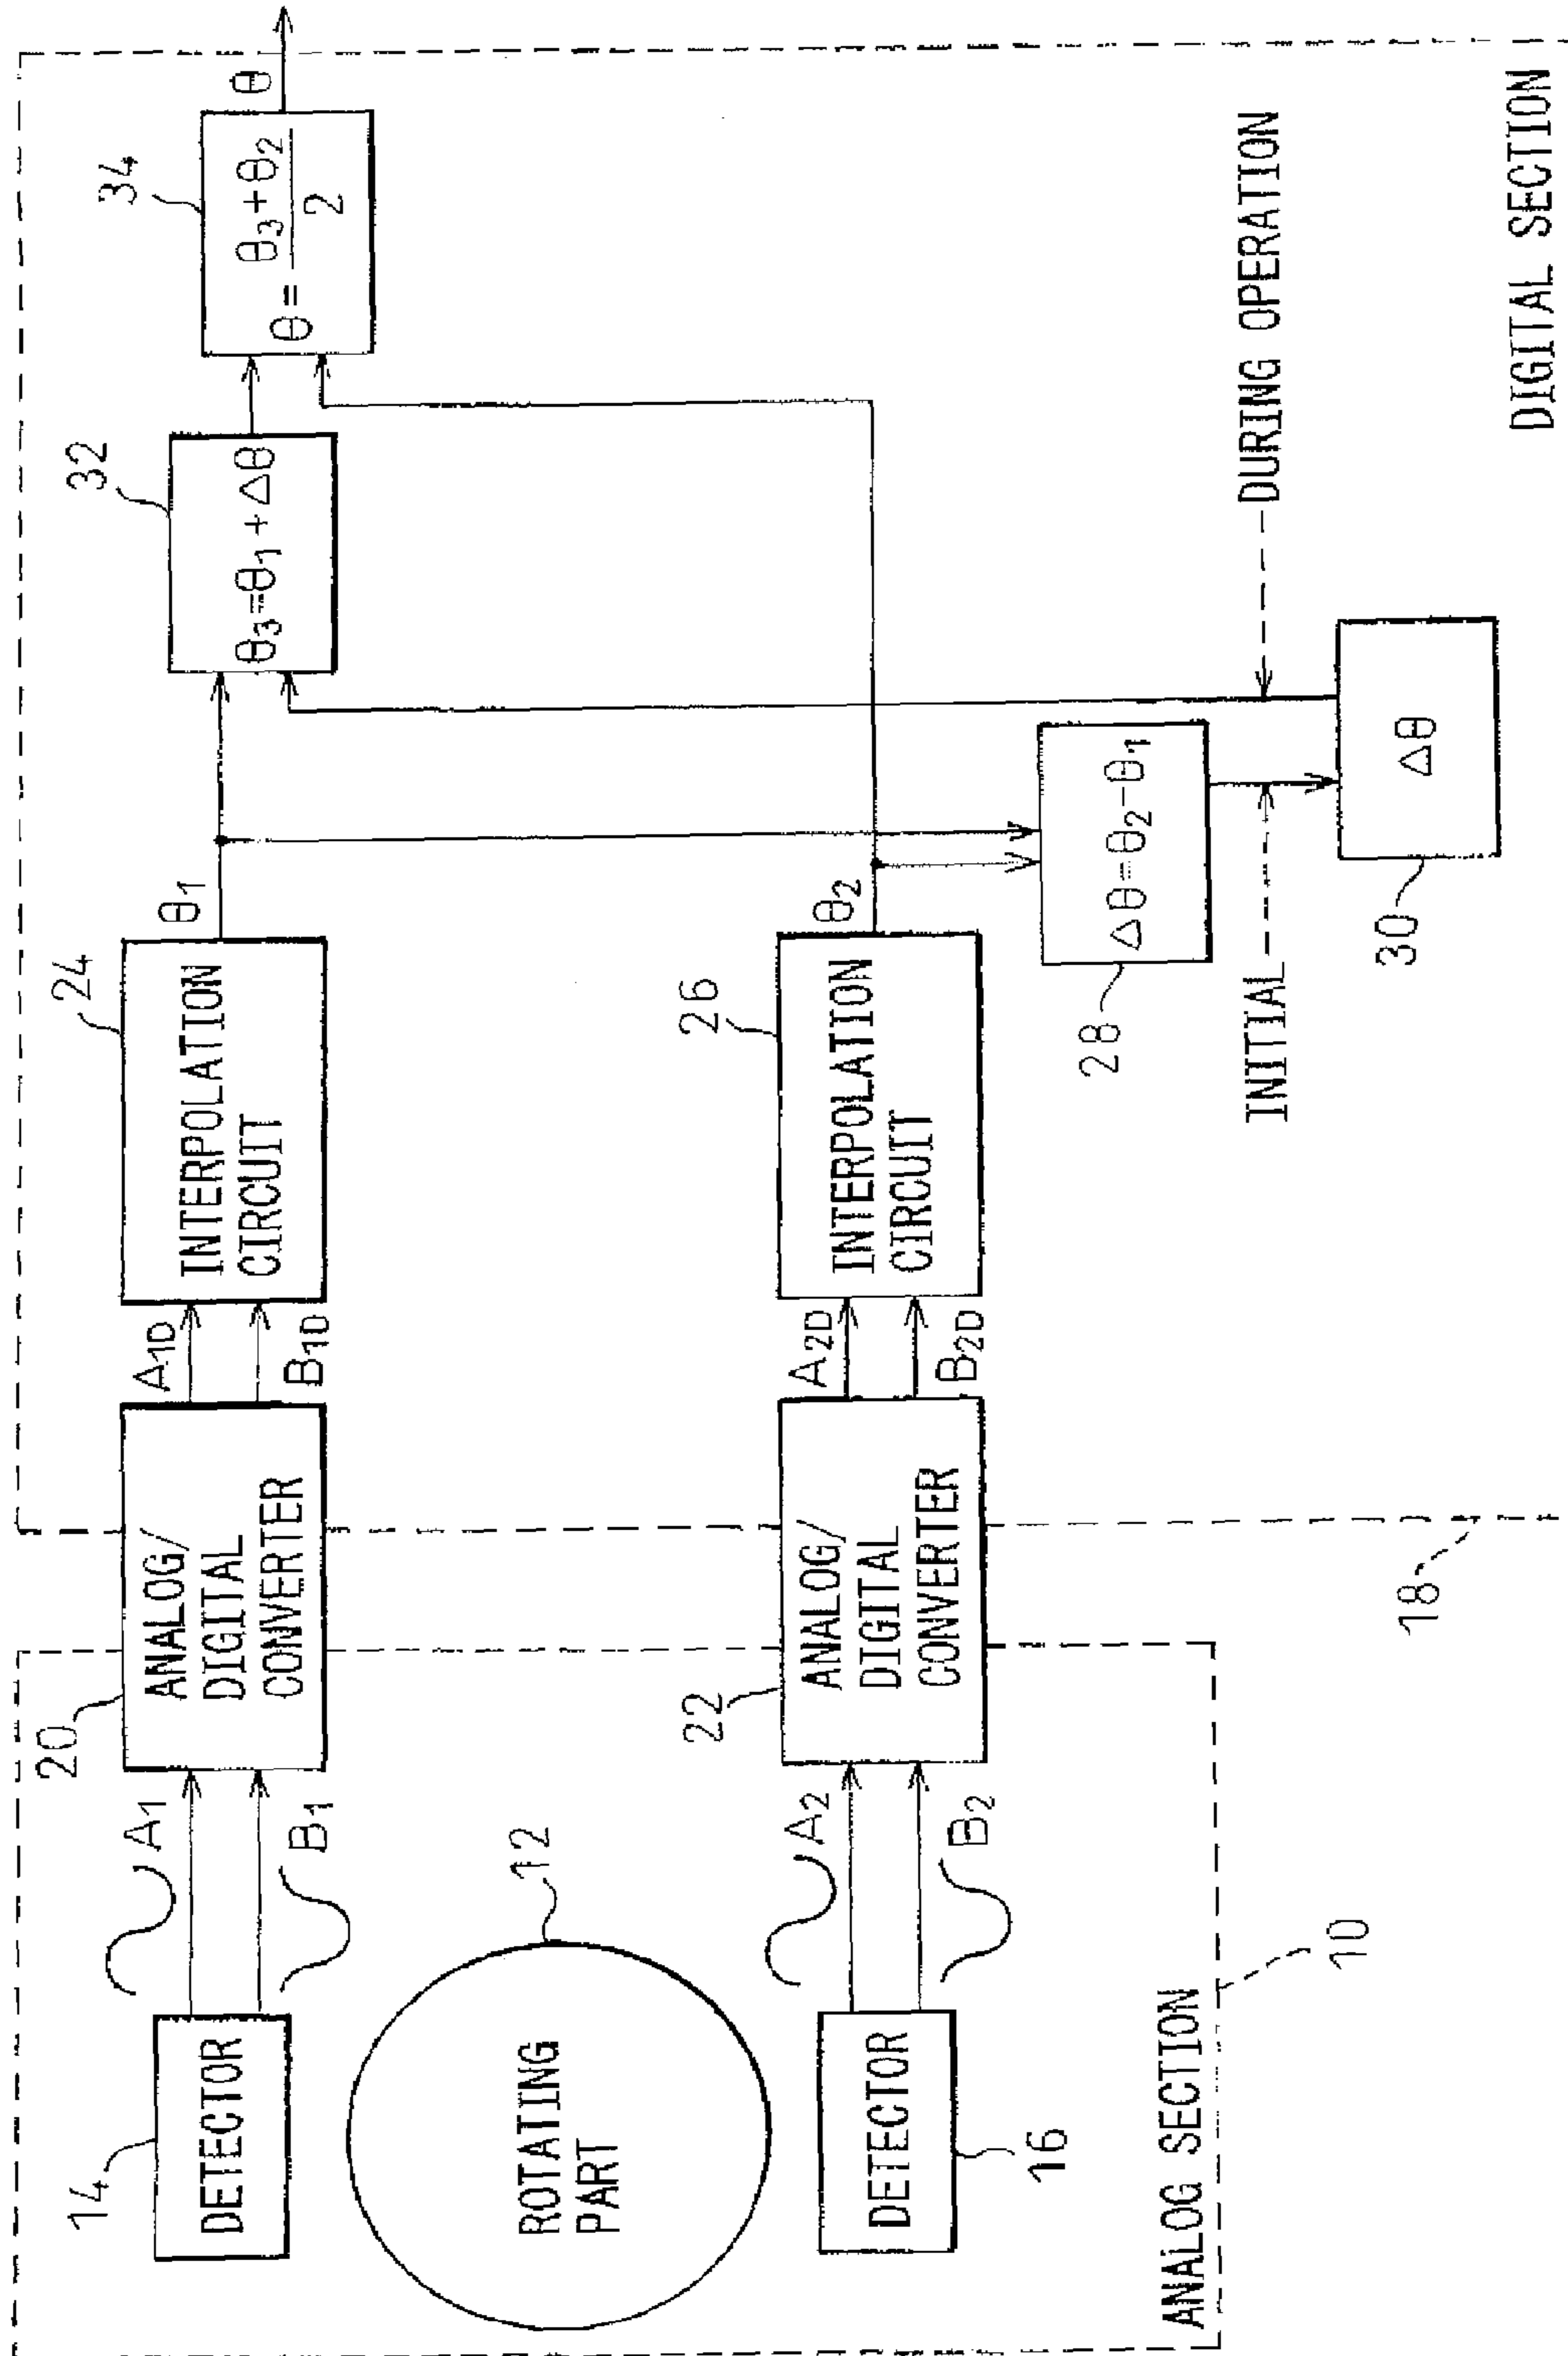 14
DETECTOR
A₁
B₁
20
ANALOG/
DIGITAL
CONVERTER
A₁D
B₁D
24
INTERPOLATION
CIRCUIT
θ₁
32
θ₃=θ₁+Δθ
34
θ=θ₃+θ₂/2
θ
ROTATING
PART
12
DETECTOR
16
A₂
B₂
22
ANALOG/
DIGITAL
CONVERTER
A₂D
B₂D
26
INTERPOLATION
CIRCUIT
θ₂
28
Δθ=θ₂-θ₁
INITIAL
DURING OPERATION
30
Δθ
ANALOG SECTION
10
18
DIGITAL SECTION